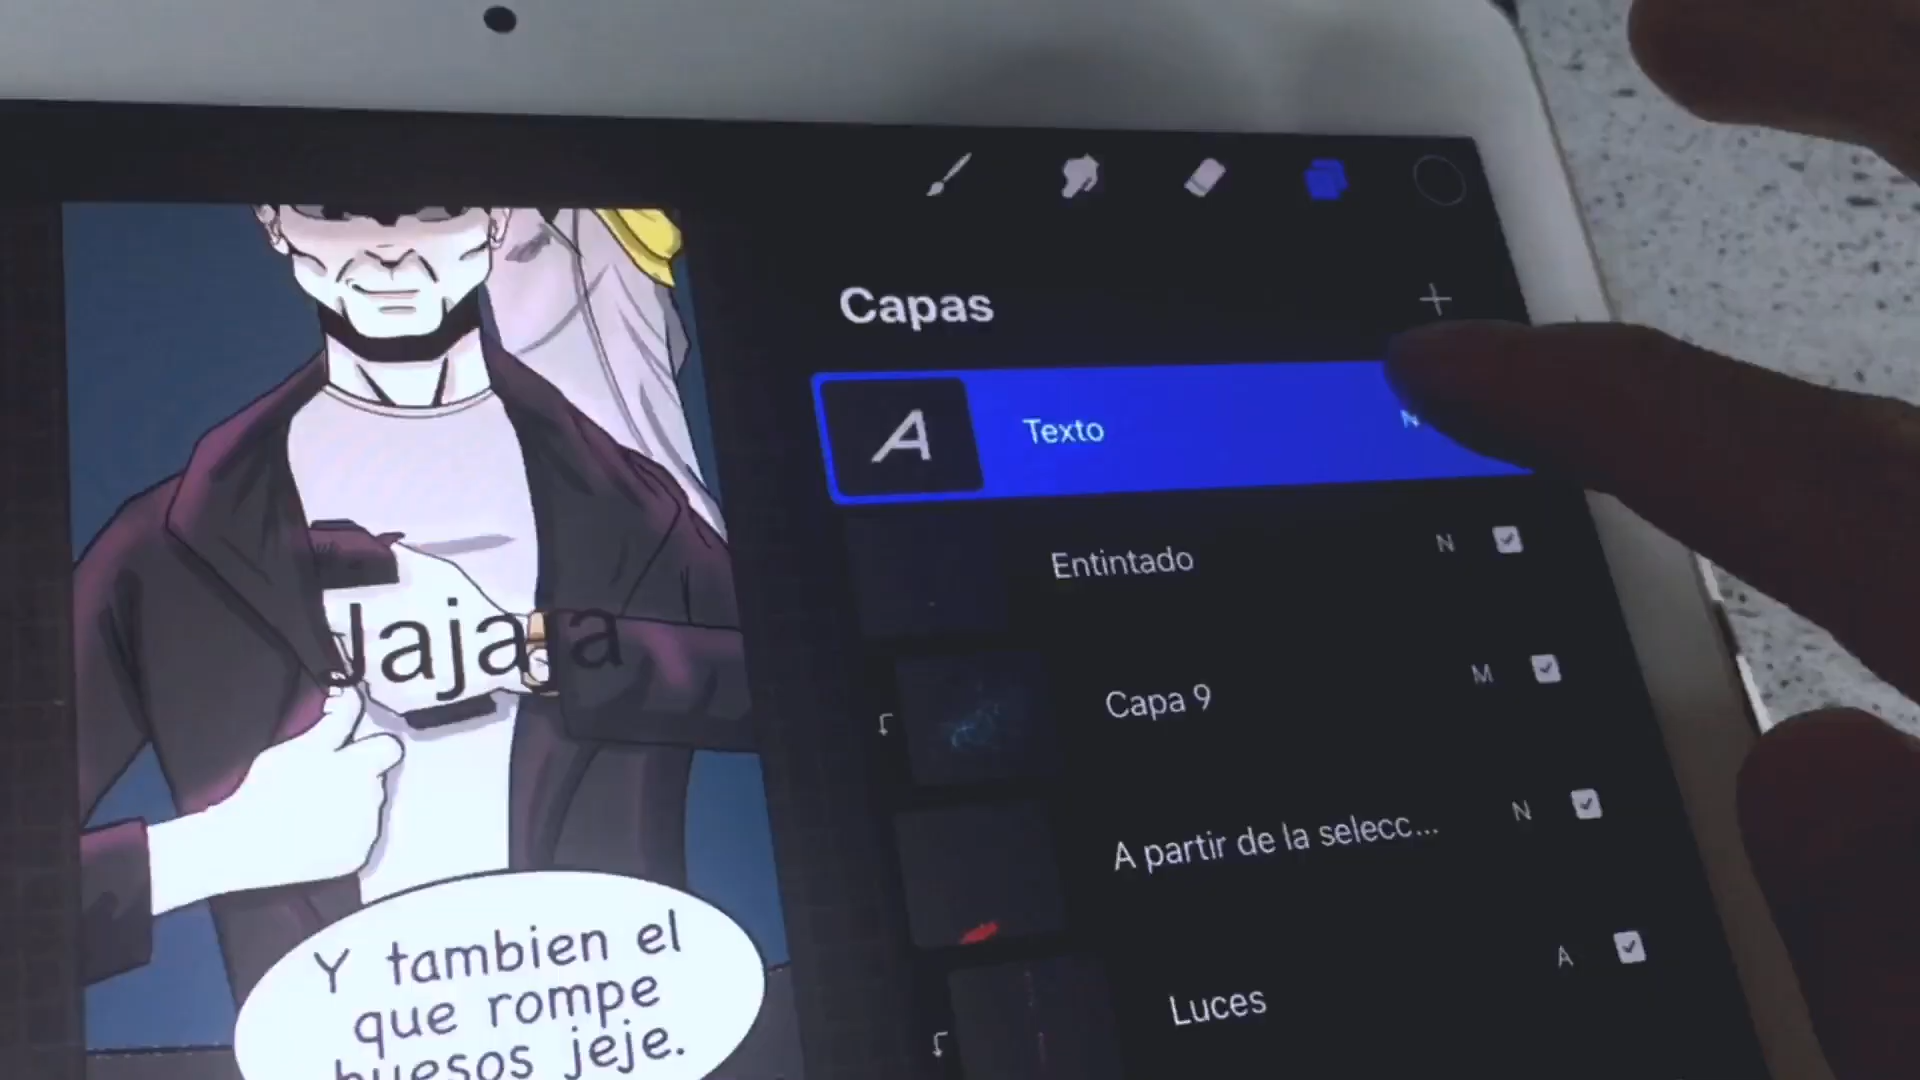 Capas
A
Texto
N
Entintado
N
Capa 9
M
A partir de la selecc...
N
Luces
A
Jajaja
Y tambien el
que rompe
huesos jeje.